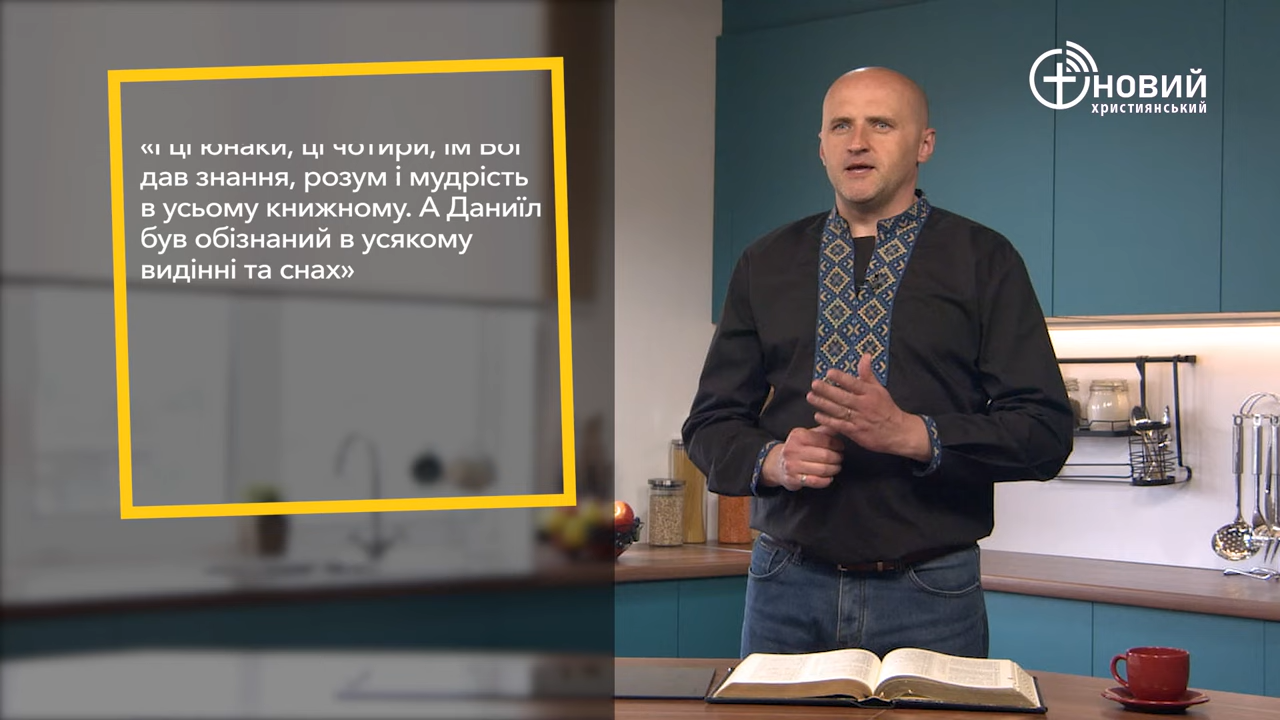 «І ці юнаки, ці чотири, їм Бог
дав знання, розум і мудрість
в усьому книжному. А Даниїл
був обізнаний в усякому
видінні та снах»
НОВИЙ
християнський